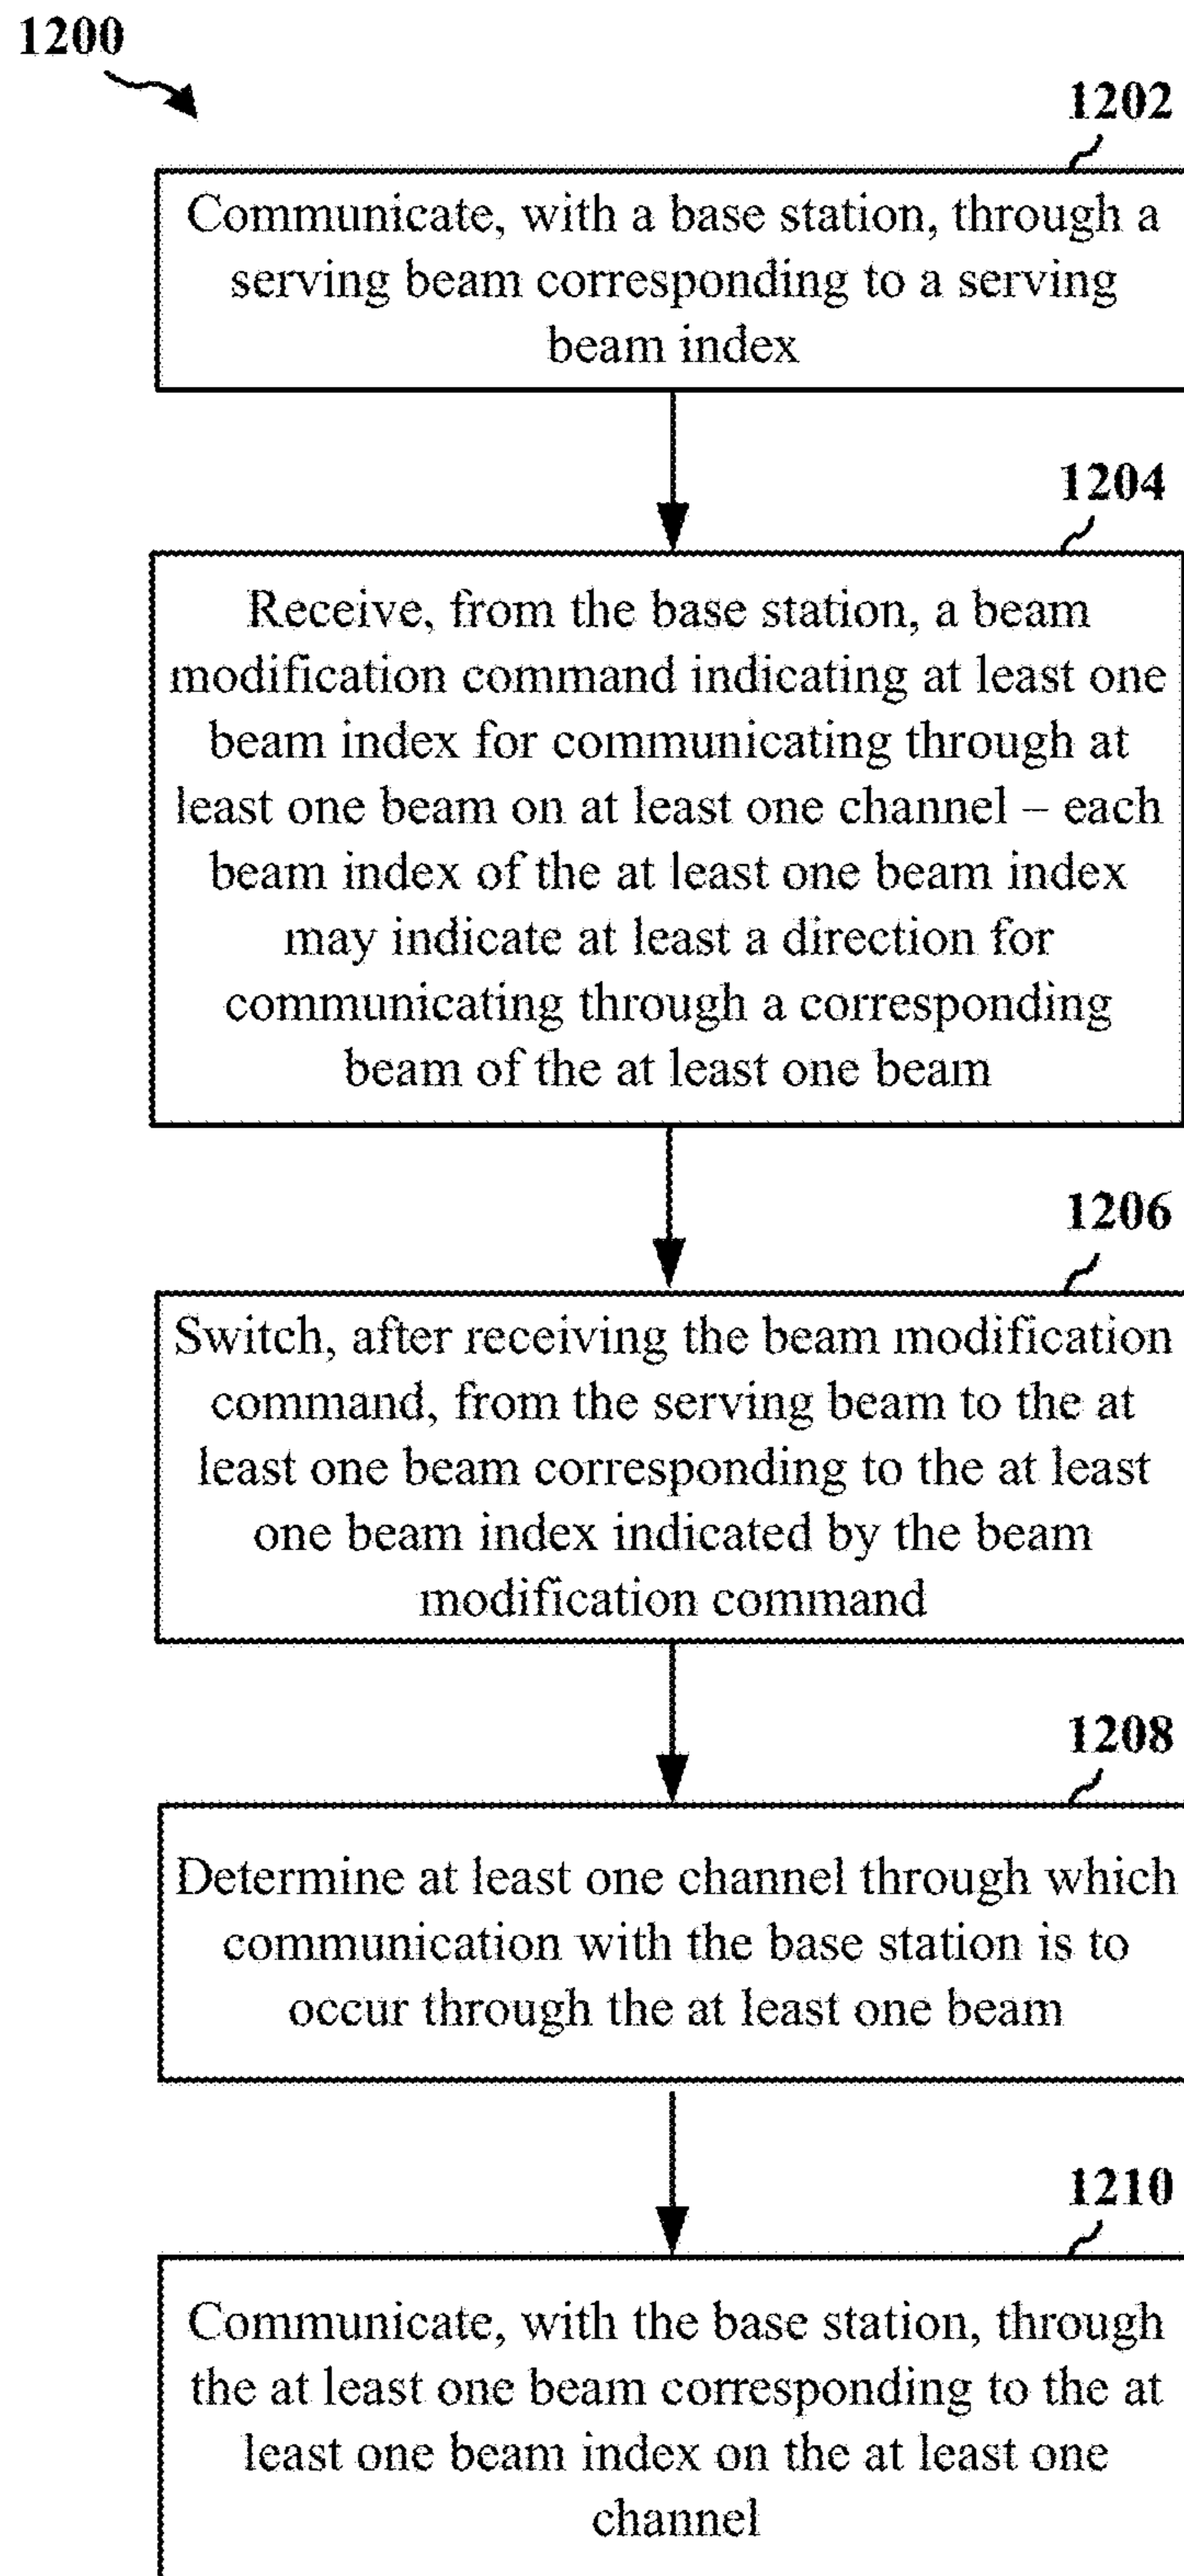 1200
1202
Communicate, with a base station, through a
serving beam corresponding to a serving
beam index
1204
Receive, from the base station, a beam
modification command indicating at least one
beam index for communicating through at
least one beam on at least one channel – each
beam index of the at least one beam index
may indicate at least a direction for
communicating through a corresponding
beam of the at least one beam
1206
Switch, after receiving the beam modification
command, from the serving beam to the at
least one beam corresponding to the at least
one beam index indicated by the beam
modification command
1208
Determine at least one channel through which
communication with the base station is to
occur through the at least one beam
1210
Communicate, with the base station, through
the at least one beam corresponding to the at
least one beam index on the at least one
channel